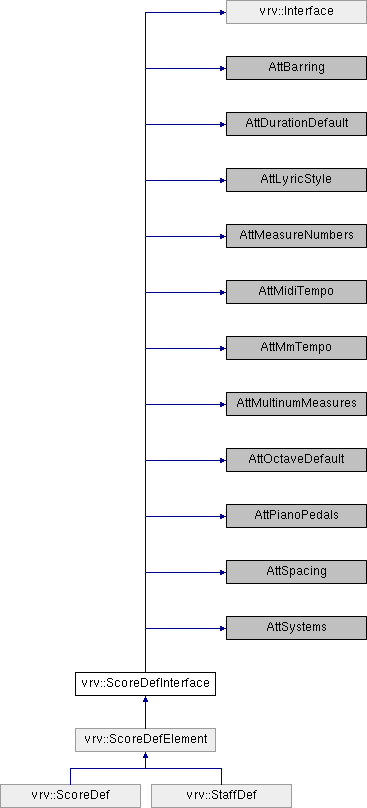 vrv::Interface
AttBarring
AttDurationDefault
AttLyricStyle
AttMeasureNumbers
AttMidiTempo
AttMmTempo
AttMultinumMeasures
AttOctaveDefault
AttPianoPedals
AttSpacing
AttSystems
vrv::ScoreDefInterface
vrv::ScoreDefElement
vrv::ScoreDef
vrv::StaffDef